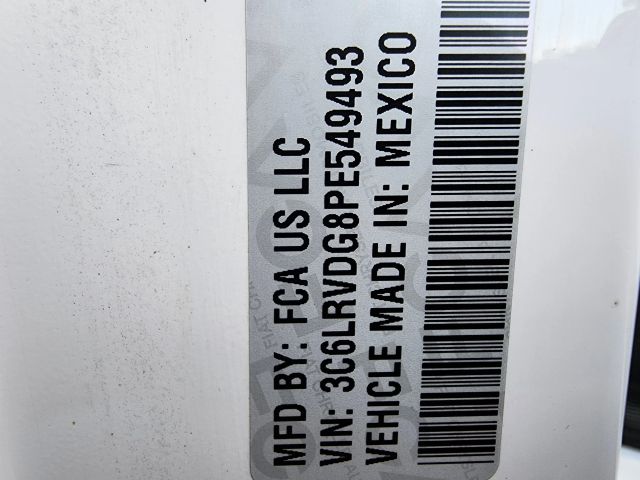 MFD BY: FCA US LLC
VIN: 3C6LRVDG8PE549493
VEHICLE MADE IN: MEXICO